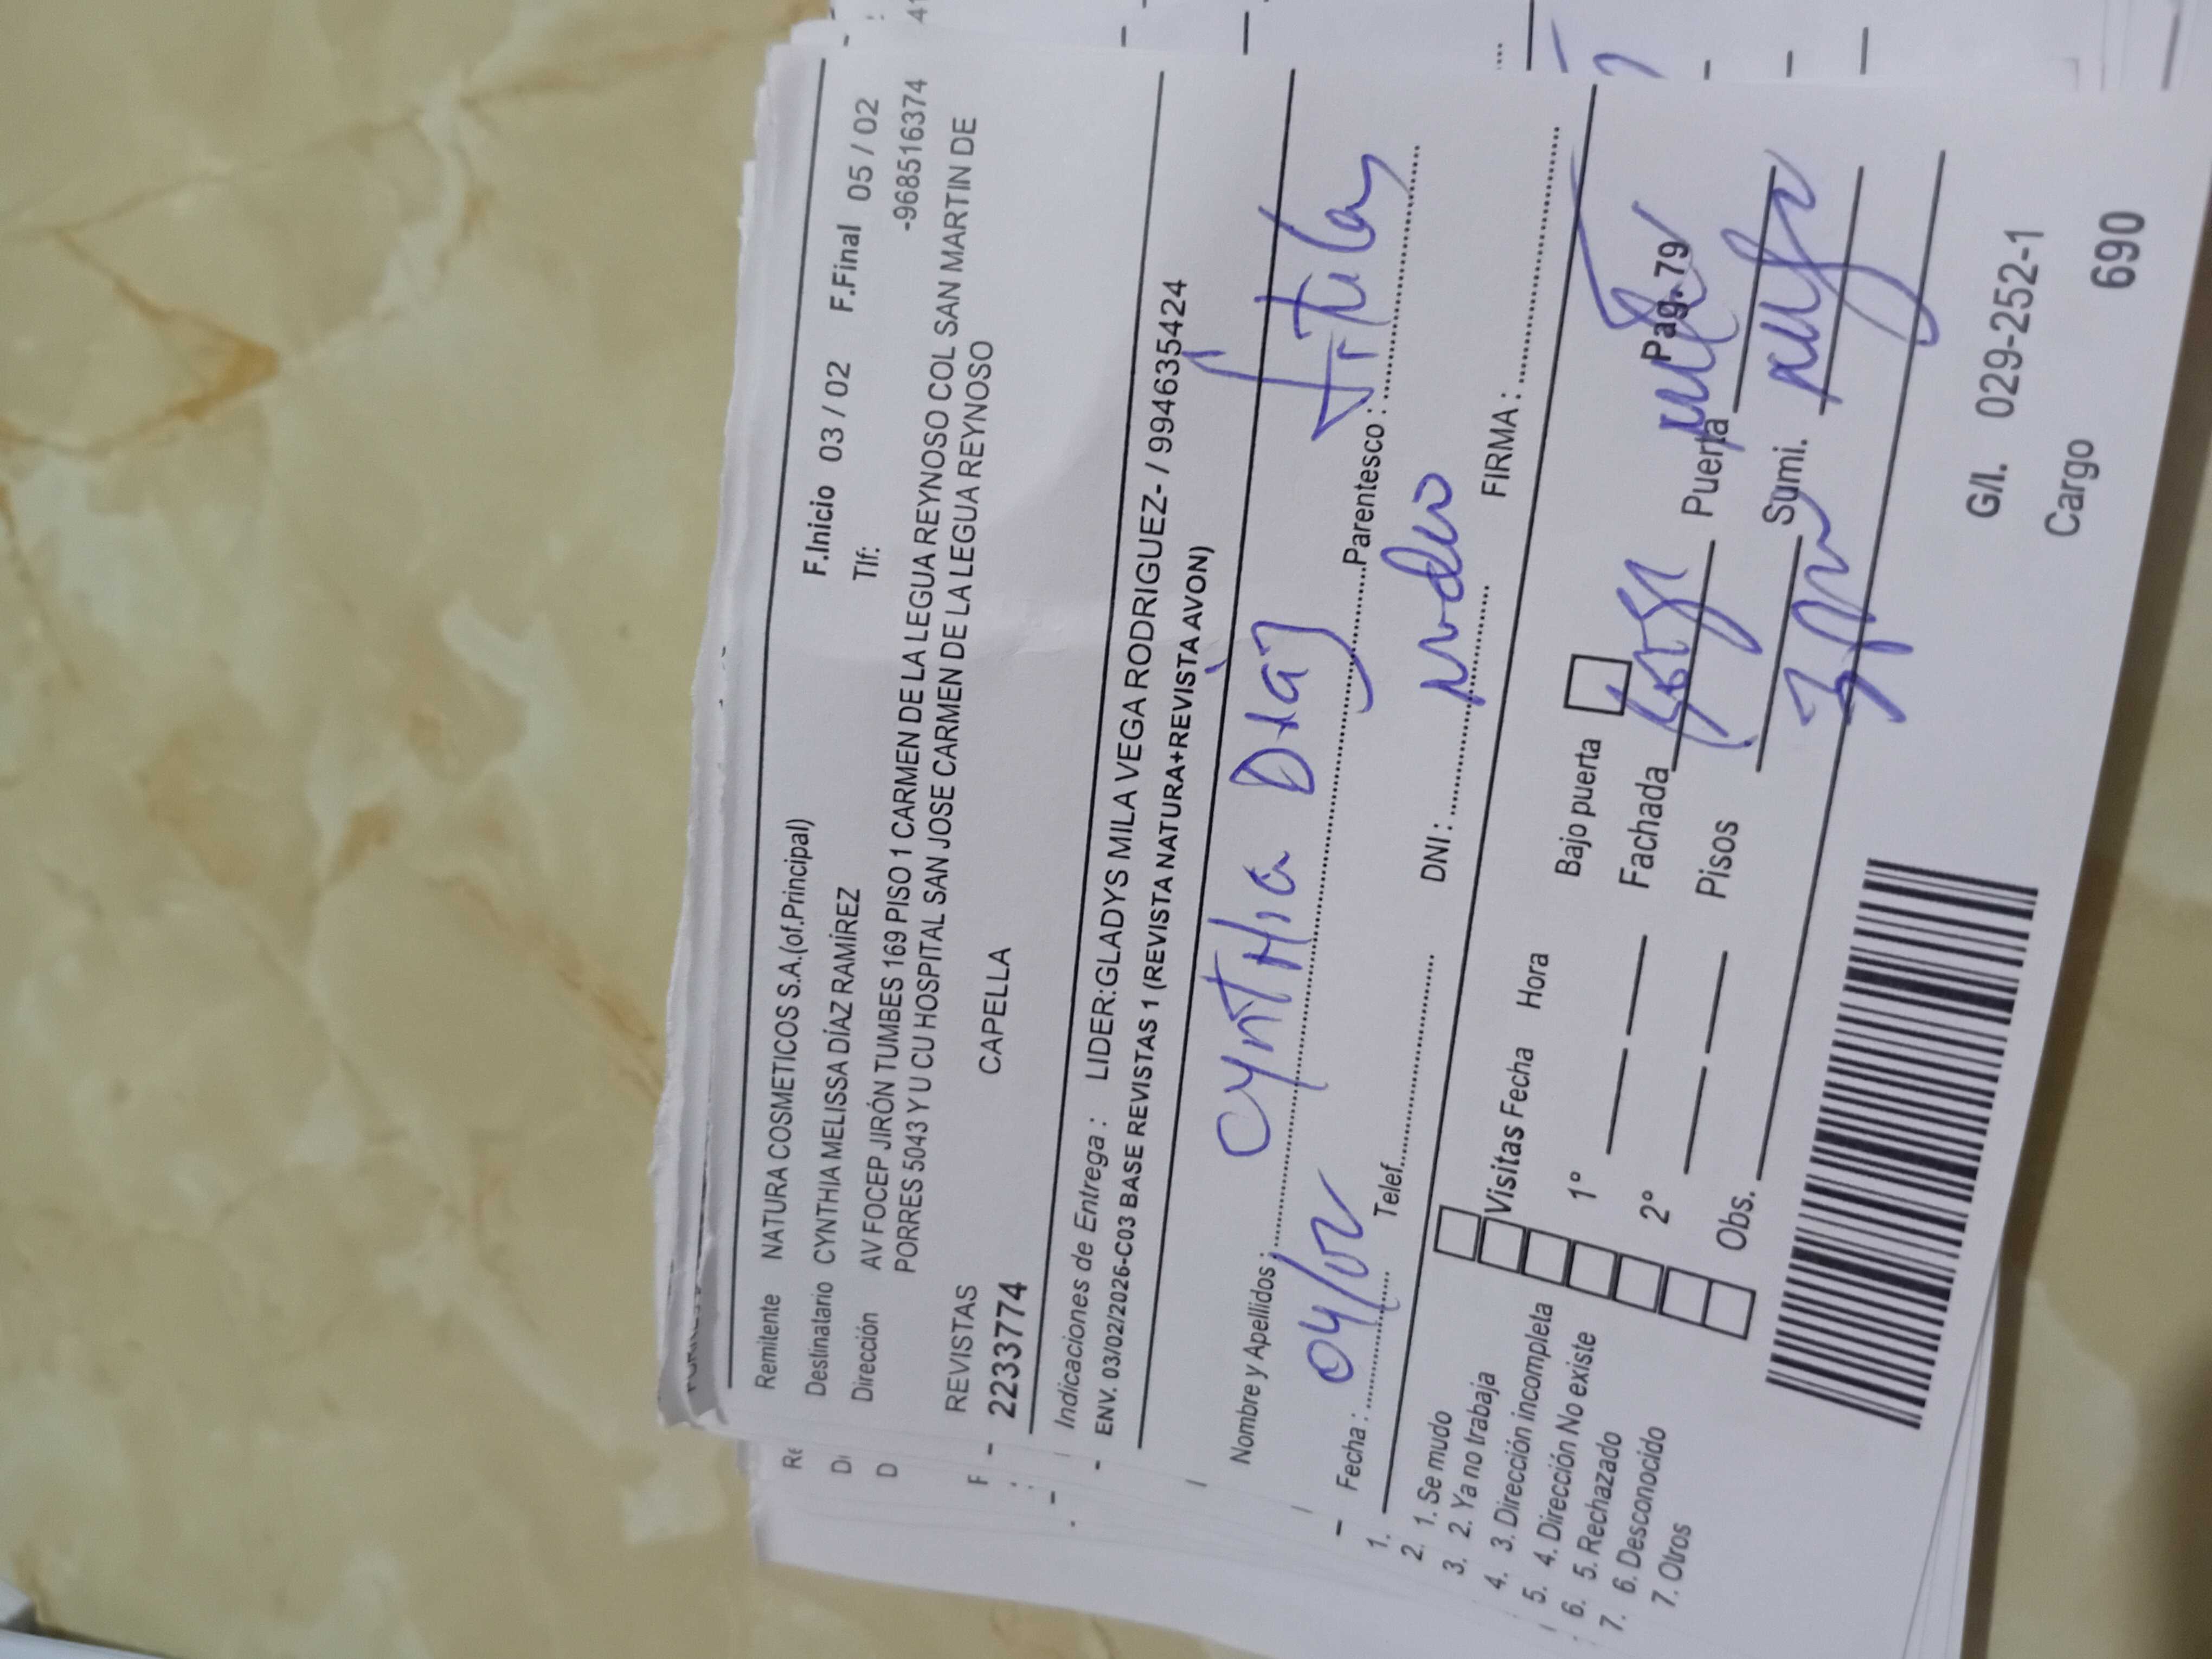 Remitente NATURA COSMETICOS S.A.(of.Principal) F.Inicio 03 / 02 F.Final 05 / 02
Destinatario CYNTHIA MELISSA DÍAZ RAMÍREZ Tlf: -968516374
Dirección AV FOCEP JIRÓN TUMBES 169 PISO 1 CARMEN DE LA LEGUA REYNOSO COL SAN MARTIN DE
PORRES 5043 Y U CU HOSPITAL SAN JOSE CARMEN DE LA LEGUA REYNOSO
REVISTAS CAPELLA
2233774
Indicaciones de Entrega : LIDER:GLADYS MILA VEGA RODRIGUEZ- / 994635424
ENV. 03/02/2026-C03 BASE REVISTAS 1 (REVISTA NATURA+REVISTA AVON)
Nombre y Apellidos : CYNTHIA DIAZ Parentesco : Titular
Fecha : 04/02 Telef. DNI : FIRMA :
1. Se mudo
2. Ya no trabaja
3. Dirección incompleta
4. Dirección No existe
5. Rechazado
6. Desconocido
7. Otros
Visitas Fecha Hora Bajo puerta Pag. 79
1° Fachada Puerta
2° Pisos Sumi.
Obs.
G/I. 029-252-1
Cargo 690